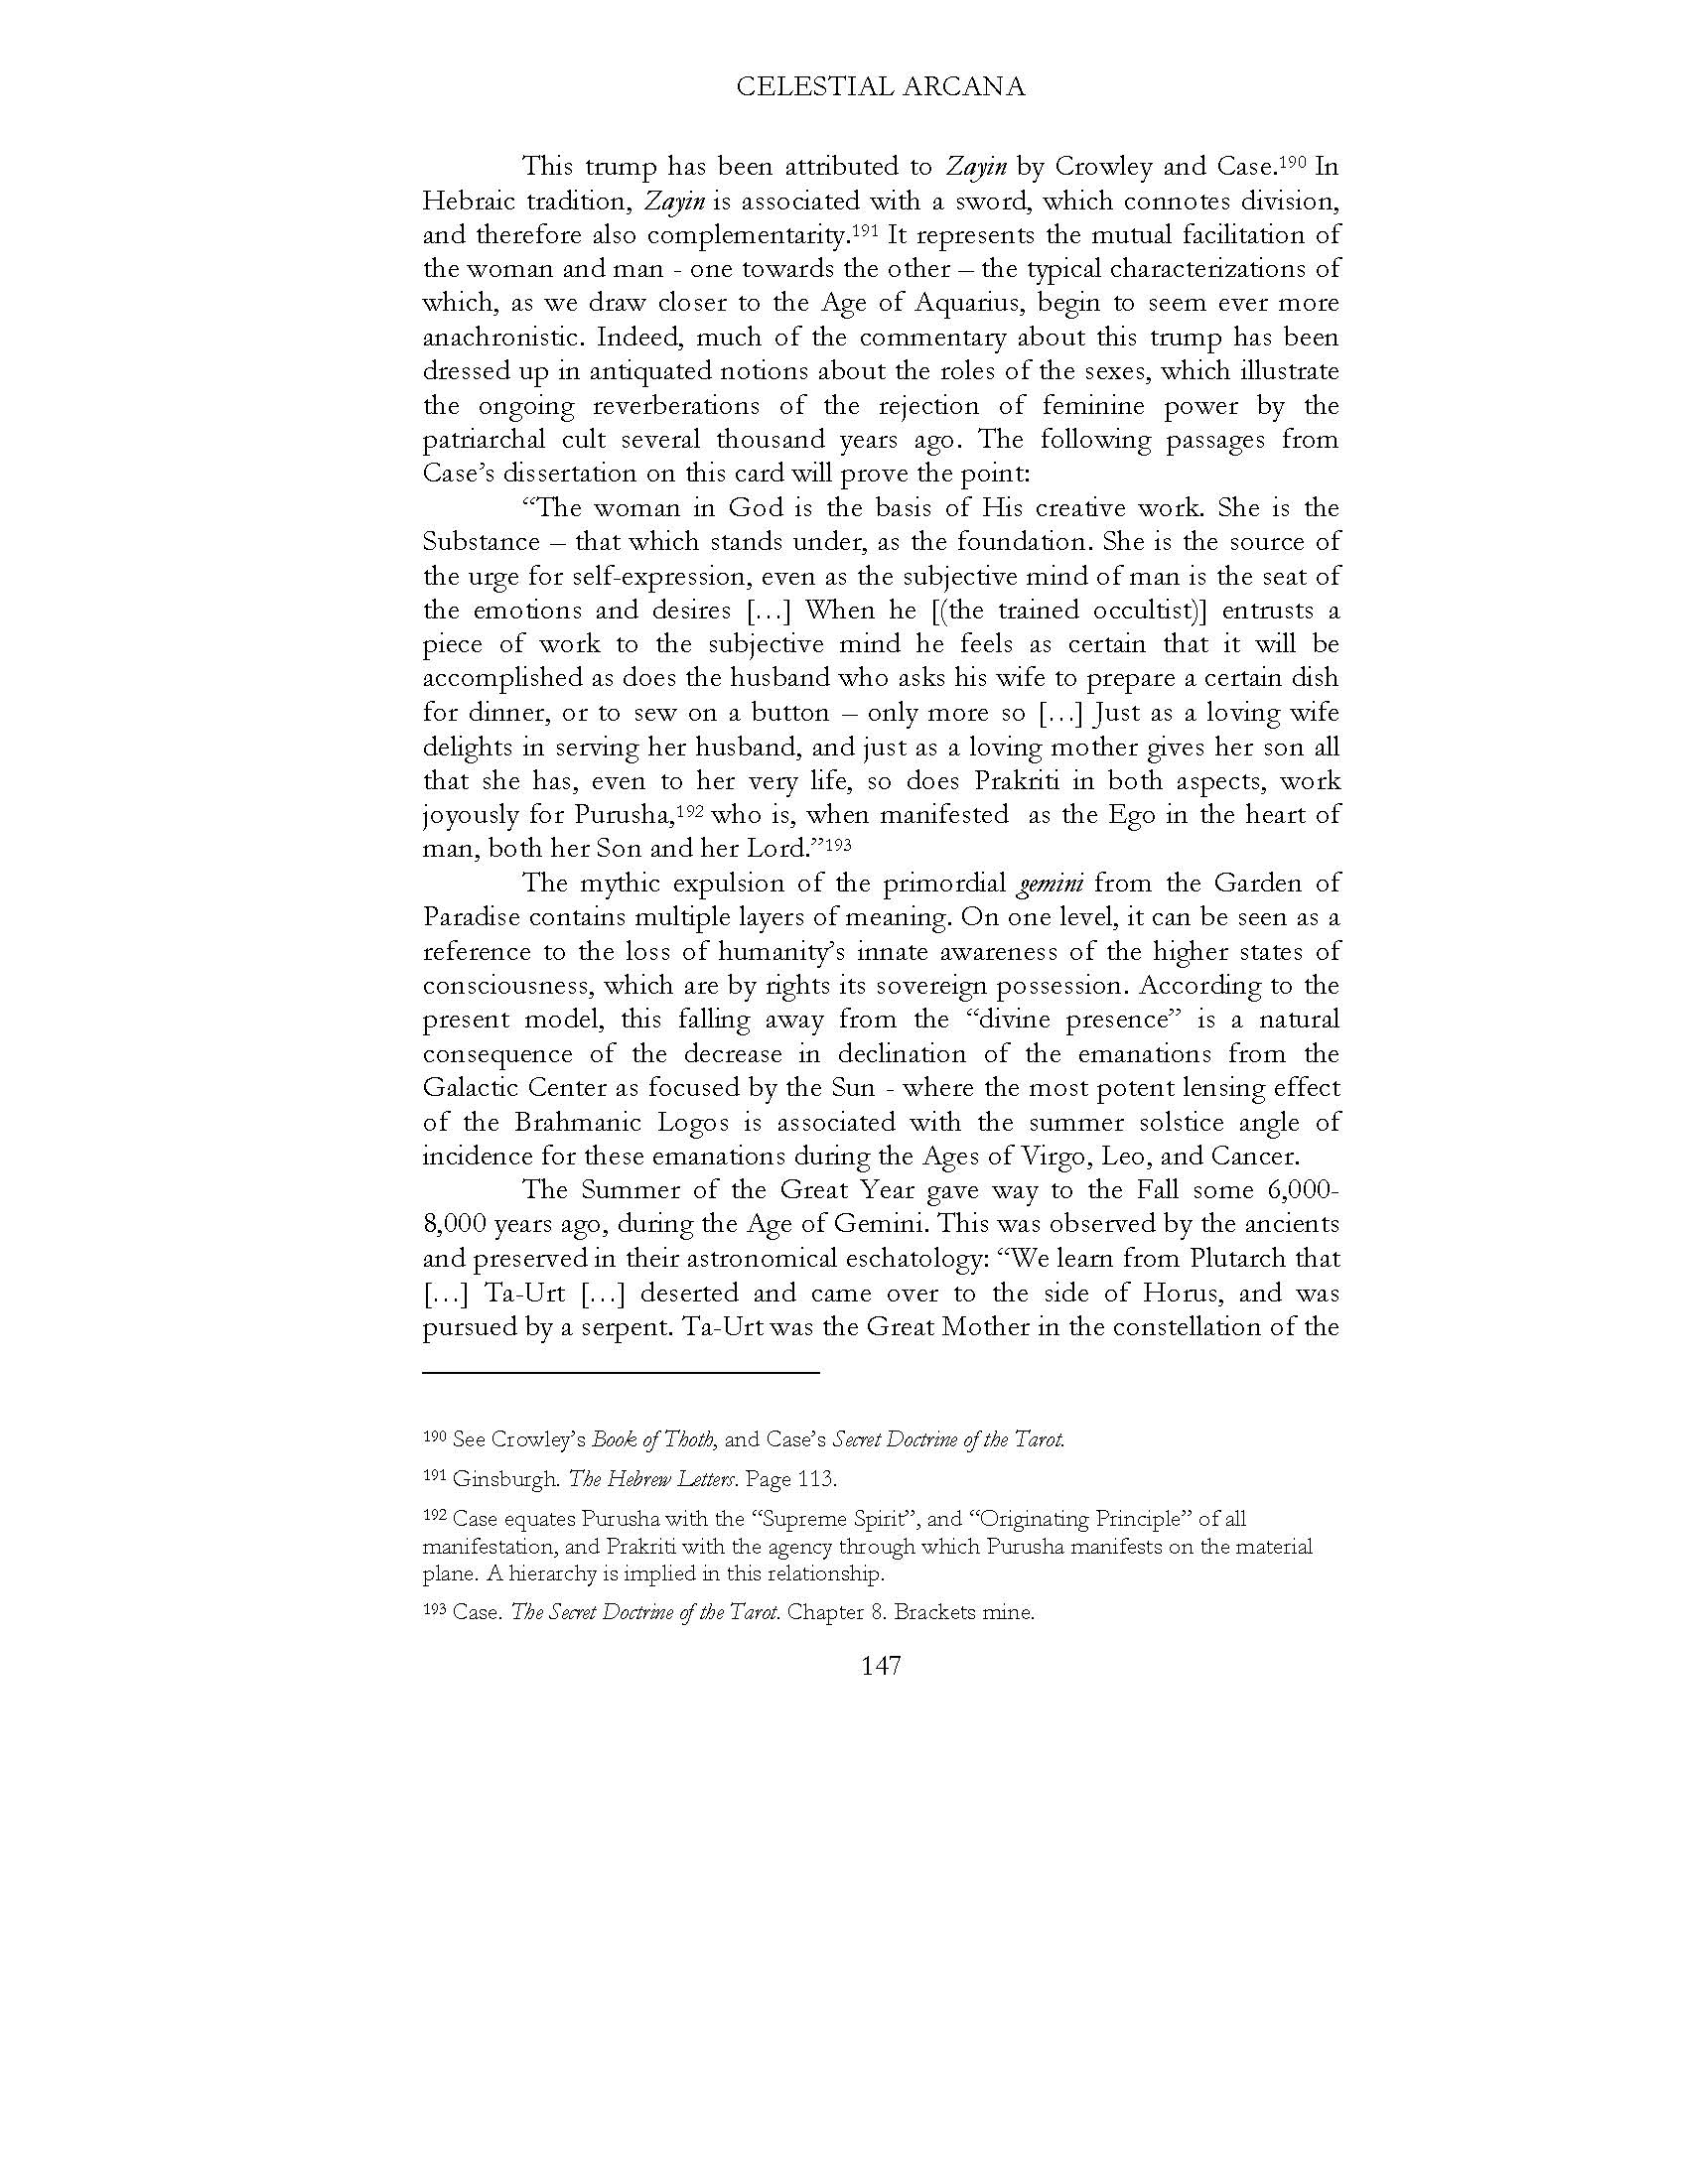 CELESTIAL ARCANA
This trump has been attributed to Zayin by Crowley and Case.190 In
Hebraic tradition, Zayin is associated with a sword, which connotes division,
and therefore also complementarity.191 It represents the mutual facilitation of
the woman and man - one towards the other – the typical characterizations of
which, as we draw closer to the Age of Aquarius, begin to seem ever more
anachronistic. Indeed, much of the commentary about this trump has been
dressed up in antiquated notions about the roles of the sexes, which illustrate
the ongoing reverberations of the rejection of feminine power by the
patriarchal cult several thousand years ago. The following passages from
Case’s dissertation on this card will prove the point:
“The woman in God is the basis of His creative work. She is the
Substance – that which stands under, as the foundation. She is the source of
the urge for self-expression, even as the subjective mind of man is the seat of
the emotions and desires […] When he [(the trained occultist)] entrusts a
piece of work to the subjective mind he feels as certain that it will be
accomplished as does the husband who asks his wife to prepare a certain dish
for dinner, or to sew on a button – only more so […] Just as a loving wife
delights in serving her husband, and just as a loving mother gives her son all
that she has, even to her very life, so does Prakriti in both aspects, work
joyously for Purusha,192 who is, when manifested as the Ego in the heart of
man, both her Son and her Lord.”193
The mythic expulsion of the primordial gemini from the Garden of
Paradise contains multiple layers of meaning. On one level, it can be seen as a
reference to the loss of humanity’s innate awareness of the higher states of
consciousness, which are by rights its sovereign possession. According to the
present model, this falling away from the “divine presence” is a natural
consequence of the decrease in declination of the emanations from the
Galactic Center as focused by the Sun - where the most potent lensing effect
of the Brahmanic Logos is associated with the summer solstice angle of
incidence for these emanations during the Ages of Virgo, Leo, and Cancer.
The Summer of the Great Year gave way to the Fall some 6,000-
8,000 years ago, during the Age of Gemini. This was observed by the ancients
and preserved in their astronomical eschatology: “We learn from Plutarch that
[…] Ta-Urt […] deserted and came over to the side of Horus, and was
pursued by a serpent. Ta-Urt was the Great Mother in the constellation of the
190 See Crowley’s Book of Thoth, and Case’s Secret Doctrine of the Tarot.
191 Ginsburgh. The Hebrew Letters. Page 113.
192 Case equates Purusha with the “Supreme Spirit”, and “Originating Principle” of all
manifestation, and Prakriti with the agency through which Purusha manifests on the material
plane. A hierarchy is implied in this relationship.
193 Case. The Secret Doctrine of the Tarot. Chapter 8. Brackets mine.
147